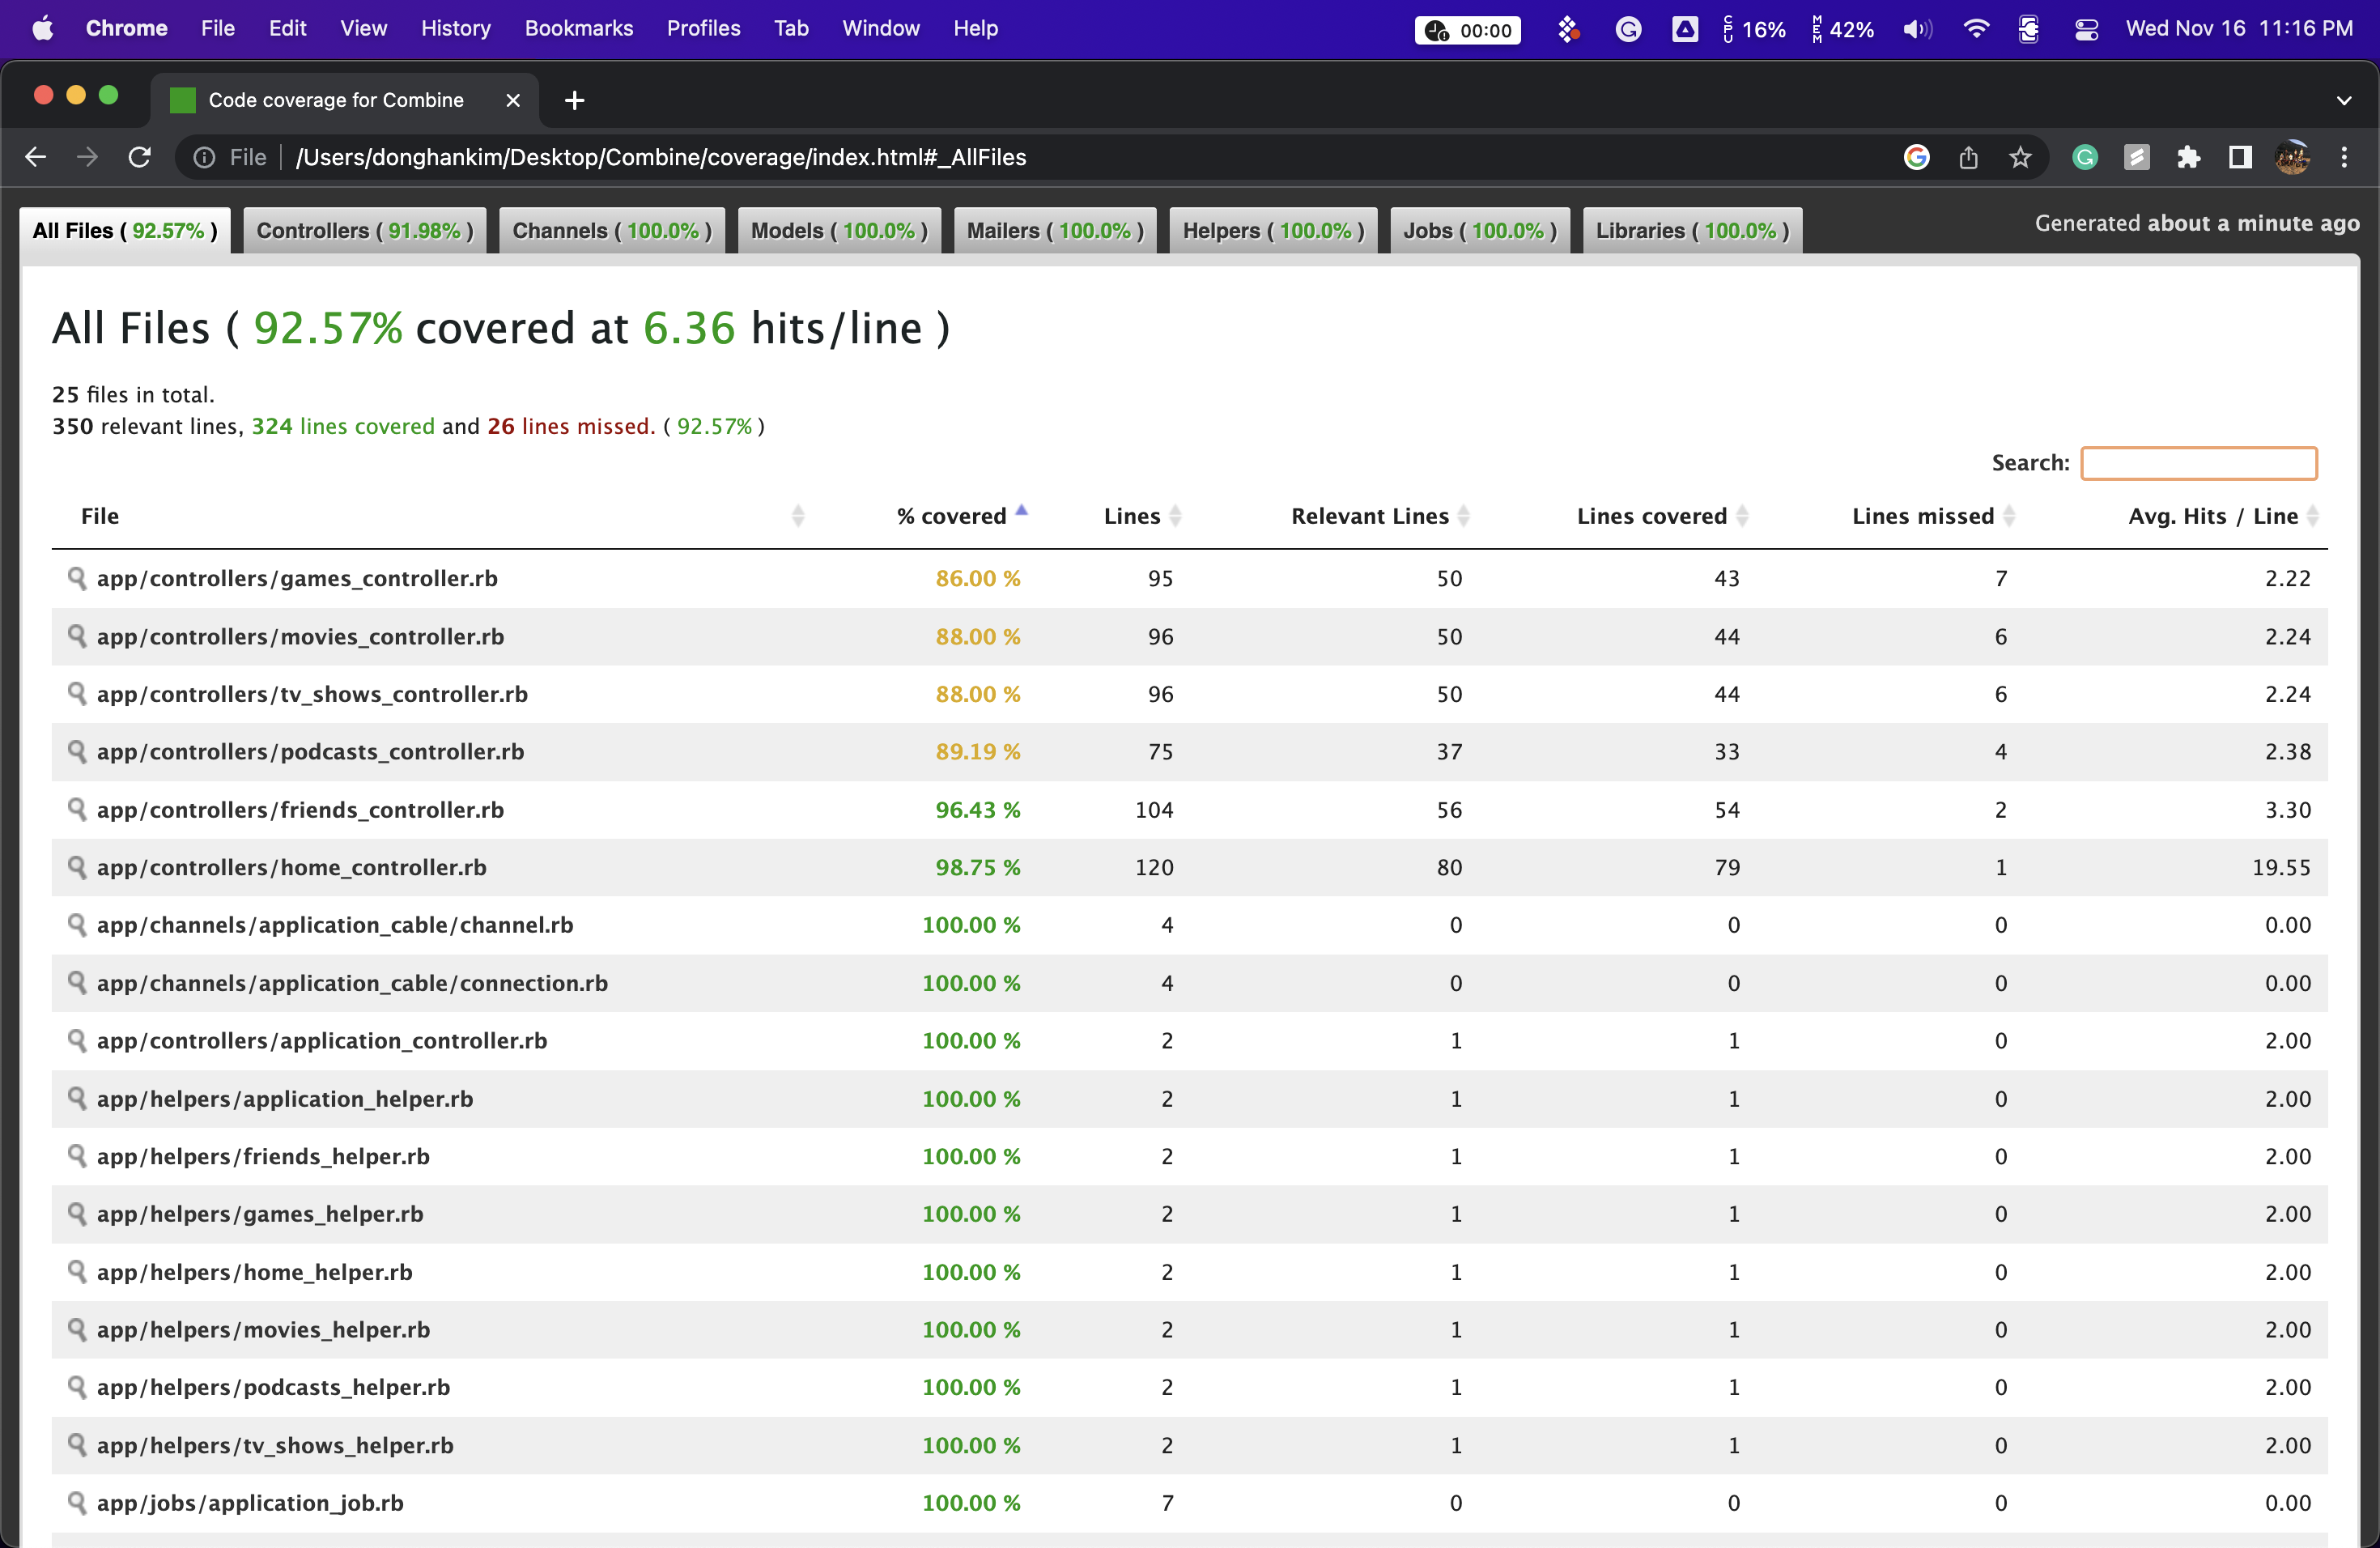 Chrome File Edit View History Bookmarks Profiles Tab Window Help 00:00 CPU 16% MEM 42% Wed Nov 16 11:16 PM
Code coverage for Combine
File /Users/donghankim/Desktop/Combine/coverage/index.html#_AllFiles
All Files ( 92.57% ) Controllers ( 91.98% ) Channels ( 100.0% ) Models ( 100.0% ) Mailers ( 100.0% ) Helpers ( 100.0% ) Jobs ( 100.0% ) Libraries ( 100.0% ) Generated about a minute ago
All Files ( 92.57% covered at 6.36 hits/line )
25 files in total.
350 relevant lines, 324 lines covered and 26 lines missed. ( 92.57% )
Search:
File % covered Lines Relevant Lines Lines covered Lines missed Avg. Hits / Line
app/controllers/games_controller.rb 86.00 % 95 50 43 7 2.22
app/controllers/movies_controller.rb 88.00 % 96 50 44 6 2.24
app/controllers/tv_shows_controller.rb 88.00 % 96 50 44 6 2.24
app/controllers/podcasts_controller.rb 89.19 % 75 37 33 4 2.38
app/controllers/friends_controller.rb 96.43 % 104 56 54 2 3.30
app/controllers/home_controller.rb 98.75 % 120 80 79 1 19.55
app/channels/application_cable/channel.rb 100.00 % 4 0 0 0 0.00
app/channels/application_cable/connection.rb 100.00 % 4 0 0 0 0.00
app/controllers/application_controller.rb 100.00 % 2 1 1 0 2.00
app/helpers/application_helper.rb 100.00 % 2 1 1 0 2.00
app/helpers/friends_helper.rb 100.00 % 2 1 1 0 2.00
app/helpers/games_helper.rb 100.00 % 2 1 1 0 2.00
app/helpers/home_helper.rb 100.00 % 2 1 1 0 2.00
app/helpers/movies_helper.rb 100.00 % 2 1 1 0 2.00
app/helpers/podcasts_helper.rb 100.00 % 2 1 1 0 2.00
app/helpers/tv_shows_helper.rb 100.00 % 2 1 1 0 2.00
app/jobs/application_job.rb 100.00 % 7 0 0 0 0.00